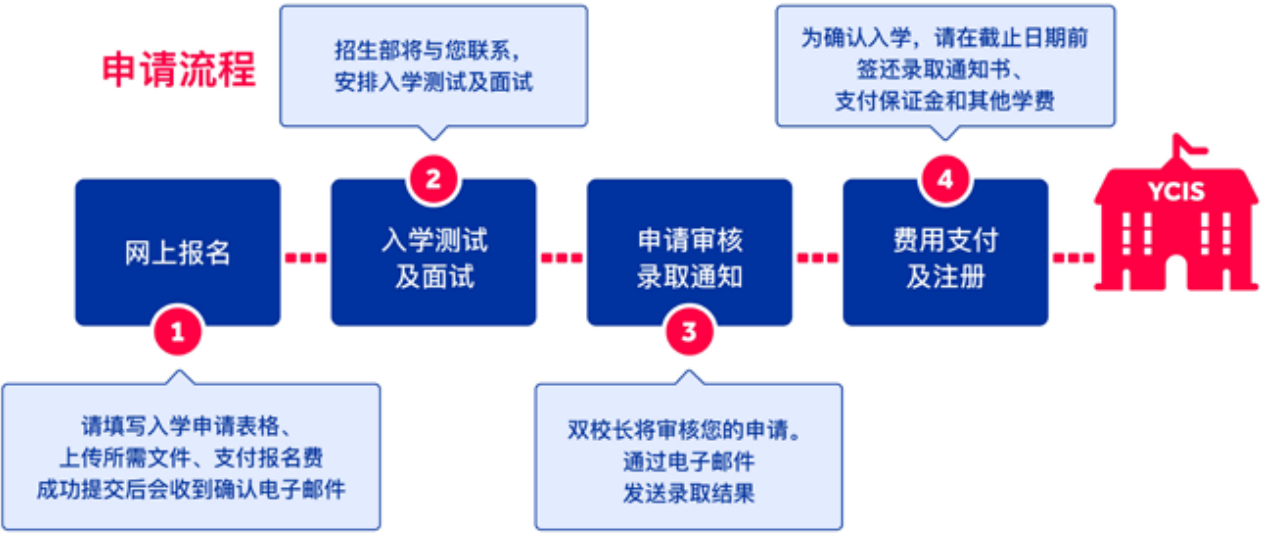 申请流程
网上报名
1
请填写入学申请表格、
上传所需文件、支付报名费
成功提交后会收到确认电子邮件
招生部将与您联系，
安排入学测试及面试
2
入学测试
及面试
申请审核
录取通知
3
双校长将审核您的申请。
通过电子邮件
发送录取结果
为确认入学，请在截止日期前
签还录取通知书、
支付保证金和其他学费
4
费用支付
及注册
YCIS